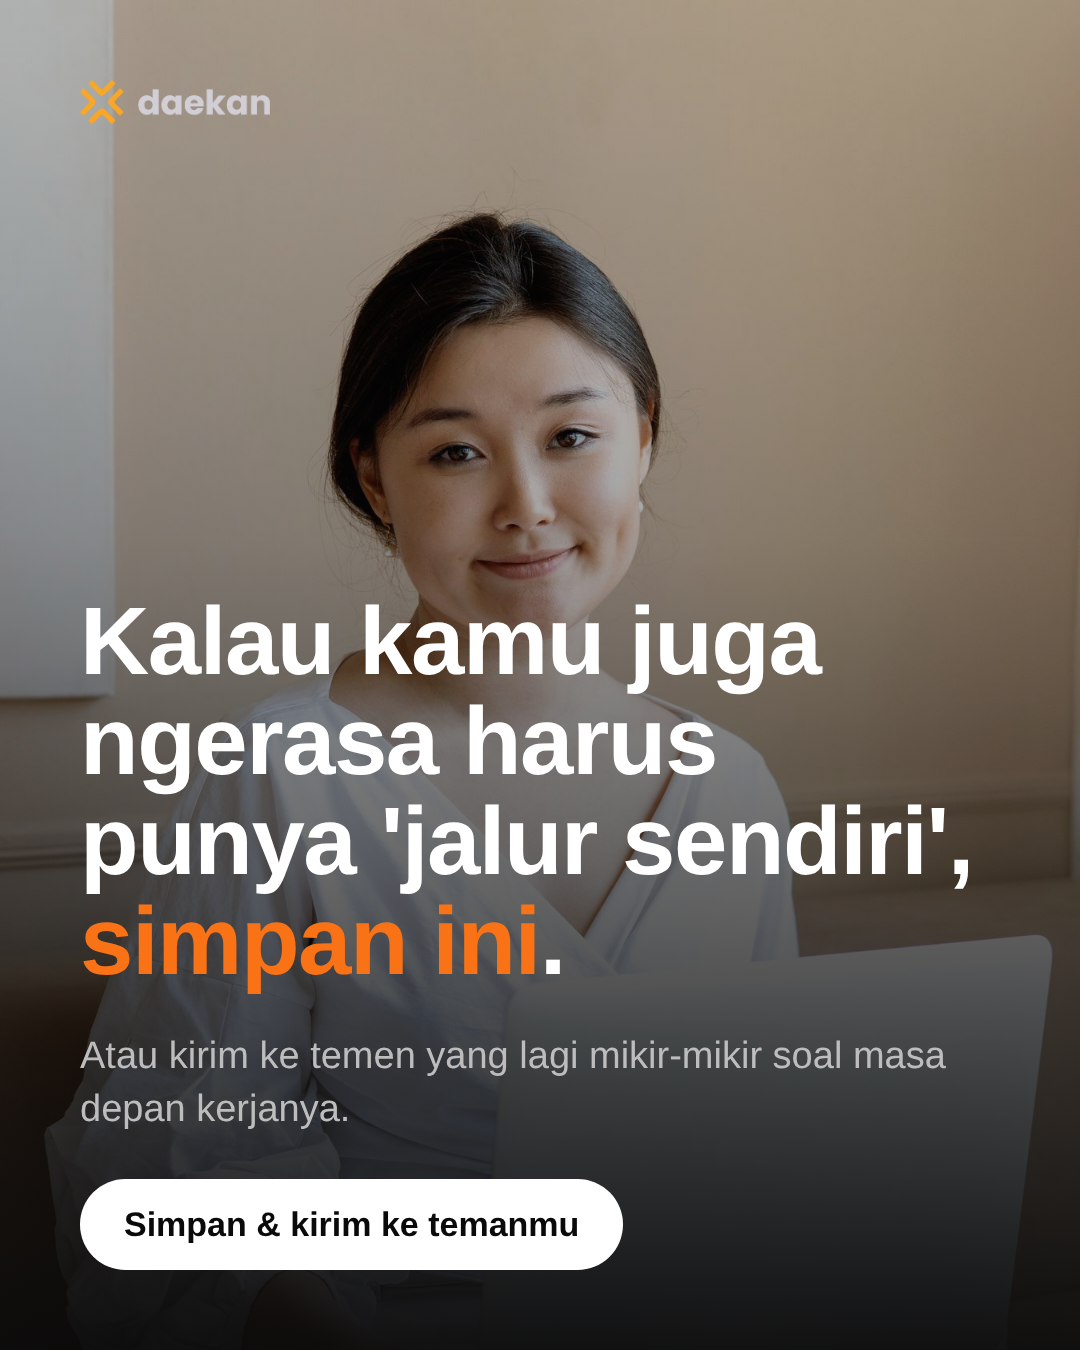 daekan
Kalau kamu juga
ngerasa harus
punya 'jalur sendiri',
simpan ini.
Atau kirim ke temen yang lagi mikir-mikir soal masa
depan kerjanya.
Simpan & kirim ke temanmu